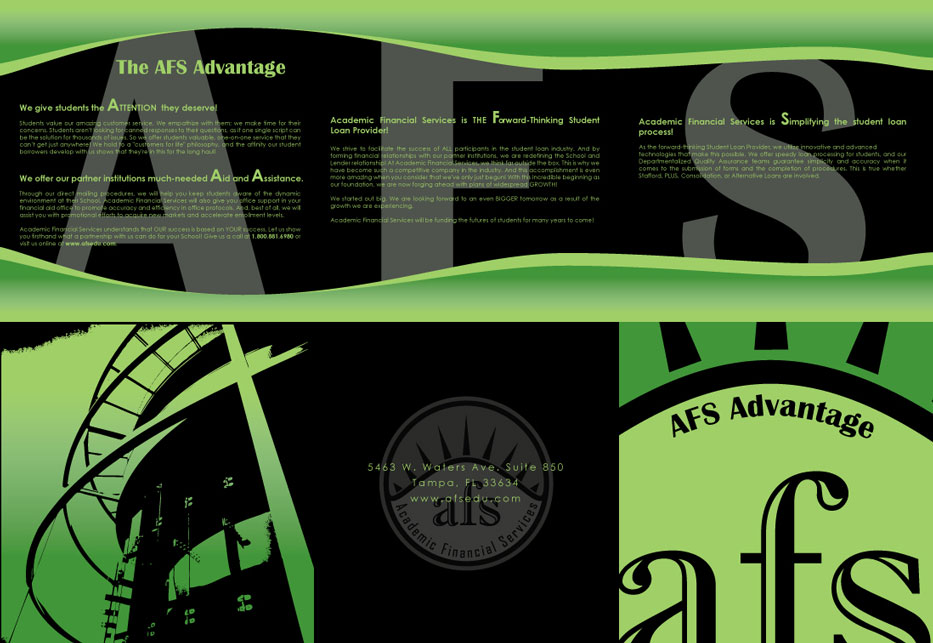 The AFS Advantage
We give students the ATTENTION they deserve!
Students value our amazing customer service. We empathize with them; we make time for their
concerns. Students aren't looking for canned responses to their questions, as if one single script can
be the solution for thousands of issues. So we offer students valuable, one-on-one service that they
can't get just anywhere! We hold to a "customers for life" philosophy, and the affinity our student
borrowers develop with us shows that they're in this for the long haul!
We offer our partner institutions much-needed Aid and Assistance.
Through our direct mailing procedures, we will help you keep students aware of the dynamic
environment at their School. Academic Financial Services will also give you office support in your
financial aid office to promote accuracy and efficiency in office protocols. And, best of all, we will
assist you with promotional efforts to acquire new markets and accelerate enrollment levels.
Academic Financial Services understands that OUR success is based on YOUR success. Let us show
you firsthand what a partnership with us can do for your School! Give us a call at 1.800.881.6980 or
visit us online at www.afsedu.com.
Academic Financial Services is THE Forward-Thinking Student
Loan Provider!
We strive to facilitate the success of ALL participants in the student loan industry. And by
forming financial relationships with our partner institutions, we are redefining the School and
Lender relationship! At Academic Financial Services, we think far outside the box. This is why we
have become such a competitive company in the industry. And this accomplishment is even
more amazing when you consider that we've only just begun! With this incredible beginning as
our foundation, we are now forging ahead with plans of widespread GROWTH!
We started out big. We are looking forward to an even BIGGER tomorrow as a result of the
growth we are experiencing.
Academic Financial Services will be funding the futures of students for many years to come!
Academic Financial Services is Simplifying the student loan
process!
As the forward-thinking Student Loan Provider, we utilize innovative and advanced
technologies that make this possible. We offer speedy loan processing for students, and our
Departmentalized Quality Assurance teams guarantee simplicity and accuracy when it
comes to the submission of forms and the completion of procedures. This is true whether
Stafford, PLUS, Consolidation, or Alternative Loans are involved.
A F S
5463 W. Waters Ave. Suite 850
Tampa, FL 33634
www.afsedu.com
afs
Academic Financial Services
AFS Advantage
afs